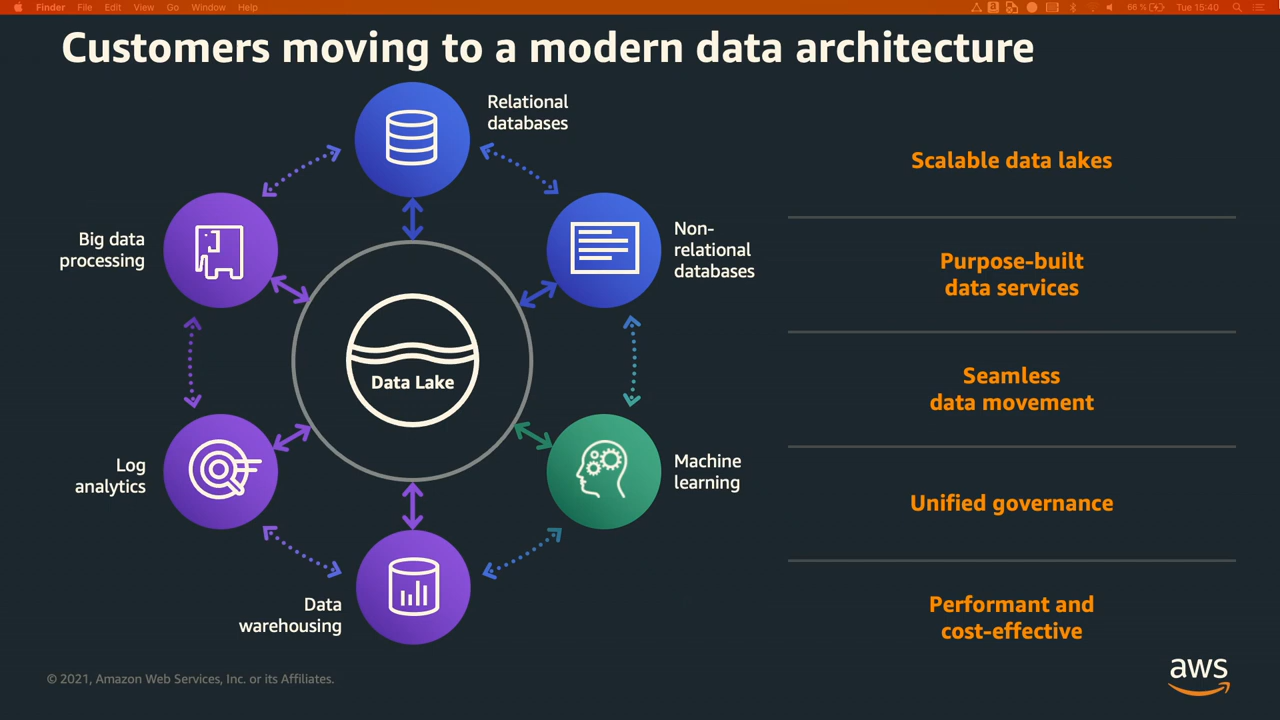 Finder File Edit View Go Window Help 66 % Tue 15:40
Customers moving to a modern data architecture
Relational
databases
Non-
relational
databases
Machine
learning
Data
warehousing
Log
analytics
Big data
processing
Data Lake
Scalable data lakes
Purpose-built
data services
Seamless
data movement
Unified governance
Performant and
cost-effective
© 2021, Amazon Web Services, Inc. or its Affiliates.
aws